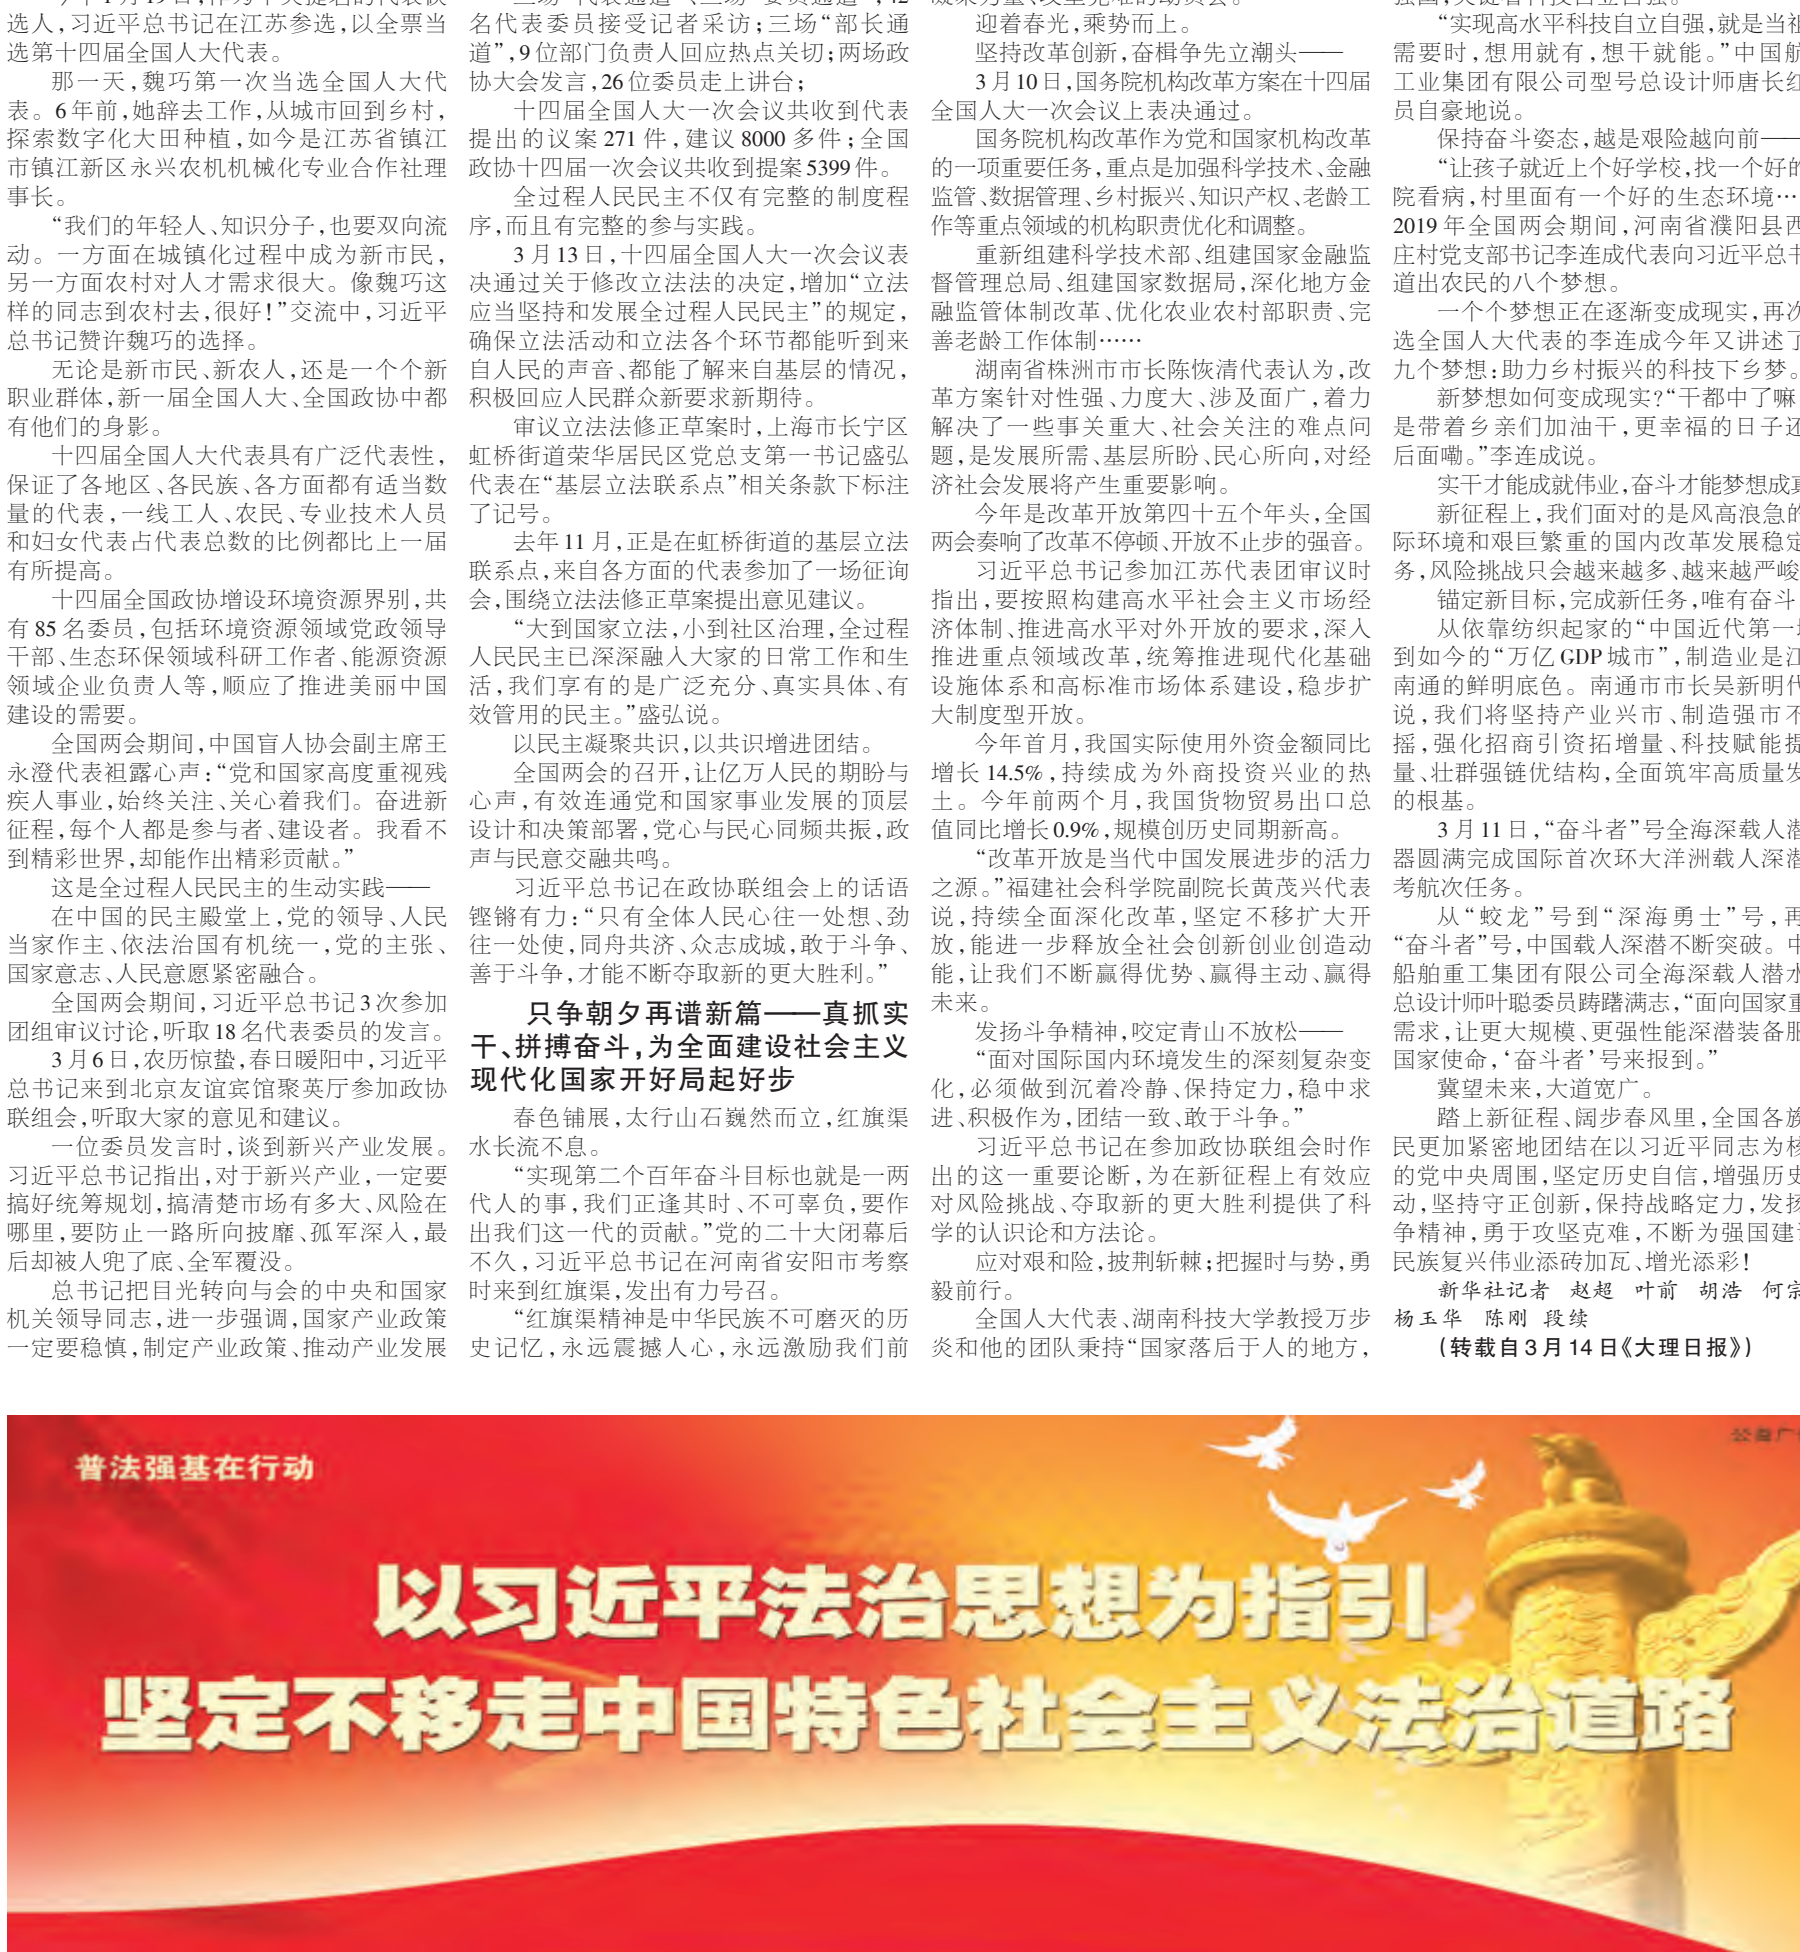 选人,习近平总书记在江苏参选,以全票当
选第十四届全国人大代表。
那一天,魏巧第一次当选全国人大代
表。6年前,她辞去工作,从城市回到乡村,
探索数字化大田种植,如今是江苏省镇江
市镇江新区永兴农机机械化专业合作社理
事长。
“我们的年轻人、知识分子,也要双向流
动。一方面在城镇化过程中成为新市民,
另一方面农村对人才需求很大。像魏巧这
样的同志到农村去,很好!”交流中,习近平
总书记赞许魏巧的选择。
无论是新市民、新农人,还是一个个新
职业群体,新一届全国人大、全国政协中都
有他们的身影。
十四届全国人大代表具有广泛代表性,
保证了各地区、各民族、各方面都有适当数
量的代表,一线工人、农民、专业技术人员
和妇女代表占代表总数的比例都比上一届
有所提高。
十四届全国政协增设环境资源界别,共
有85名委员,包括环境资源领域党政领导
干部、生态环保领域科研工作者、能源资源
领域企业负责人等,顺应了推进美丽中国
建设的需要。
全国两会期间,中国盲人协会副主席王
永澄代表袒露心声:“党和国家高度重视残
疾人事业,始终关注、关心着我们。奋进新
征程,每个人都是参与者、建设者。我看不
到精彩世界,却能作出精彩贡献。”
这是全过程人民民主的生动实践——
在中国的民主殿堂上,党的领导、人民
当家作主、依法治国有机统一,党的主张、
国家意志、人民意愿紧密融合。
全国两会期间,习近平总书记3次参加
团组审议讨论,听取18名代表委员的发言。
3月6日,农历惊蛰,春日暖阳中,习近平
总书记来到北京友谊宾馆聚英厅参加政协
联组会,听取大家的意见和建议。
一位委员发言时,谈到新兴产业发展。
习近平总书记指出,对于新兴产业,一定要
搞好统筹规划,搞清楚市场有多大、风险在
哪里,要防止一路所向披靡、孤军深入,最
后却被人兜了底、全军覆没。
总书记把目光转向与会的中央和国家
机关领导同志,进一步强调,国家产业政策
一定要稳慎,制定产业政策、推动产业发展
名代表委员接受记者采访;三场“部长通
道”,9位部门负责人回应热点关切;两场政
协大会发言,26位委员走上讲台;
十四届全国人大一次会议共收到代表
提出的议案271件,建议8000多件;全国
政协十四届一次会议共收到提案5399件。
全过程人民民主不仅有完整的制度程
序,而且有完整的参与实践。
3月13日,十四届全国人大一次会议表
决通过关于修改立法法的决定,增加“立法
应当坚持和发展全过程人民民主”的规定,
确保立法活动和立法各个环节都能听到来
自人民的声音、都能了解来自基层的情况,
积极回应人民群众新要求新期待。
审议立法法修正草案时,上海市长宁区
虹桥街道荣华居民区党总支第一书记盛弘
代表在“基层立法联系点”相关条款下标注
了记号。
去年11月,正是在虹桥街道的基层立法
联系点,来自各方面的代表参加了一场征询
会,围绕立法法修正草案提出意见建议。
“大到国家立法,小到社区治理,全过程
人民民主已深深融入大家的日常工作和生
活,我们享有的是广泛充分、真实具体、有
效管用的民主。”盛弘说。
以民主凝聚共识,以共识增进团结。
全国两会的召开,让亿万人民的期盼与
心声,有效连通党和国家事业发展的顶层
设计和决策部署,党心与民心同频共振,政
声与民意交融共鸣。
习近平总书记在政协联组会上的话语
铿锵有力:“只有全体人民心往一处想、劲
往一处使,同舟共济、众志成城,敢于斗争、
善于斗争,才能不断夺取新的更大胜利。”
只争朝夕再谱新篇——真抓实
干、拼搏奋斗,为全面建设社会主义
现代化国家开好局起好步
春色铺展,太行山石巍然而立,红旗渠
水长流不息。
“实现第二个百年奋斗目标也就是一两
代人的事,我们正逢其时、不可辜负,要作
出我们这一代的贡献。”党的二十大闭幕后
不久,习近平总书记在河南省安阳市考察
时来到红旗渠,发出有力号召。
“红旗渠精神是中华民族不可磨灭的历
史记忆,永远震撼人心,永远激励我们前
迎着春光,乘势而上。
坚持改革创新,奋楫争先立潮头——
3月10日,国务院机构改革方案在十四届
全国人大一次会议上表决通过。
国务院机构改革作为党和国家机构改革
的一项重要任务,重点是加强科学技术、金融
监管、数据管理、乡村振兴、知识产权、老龄工
作等重点领域的机构职责优化和调整。
重新组建科学技术部、组建国家金融监
督管理总局、组建国家数据局,深化地方金
融监管体制改革、优化农业农村部职责、完
善老龄工作体制……
湖南省株洲市市长陈恢清代表认为,改
革方案针对性强、力度大、涉及面广,着力
解决了一些事关重大、社会关注的难点问
题,是发展所需、基层所盼、民心所向,对经
济社会发展将产生重要影响。
今年是改革开放第四十五个年头,全国
两会奏响了改革不停顿、开放不止步的强音。
习近平总书记参加江苏代表团审议时
指出,要按照构建高水平社会主义市场经
济体制、推进高水平对外开放的要求,深入
推进重点领域改革,统筹推进现代化基础
设施体系和高标准市场体系建设,稳步扩
大制度型开放。
今年首月,我国实际使用外资金额同比
增长14.5%,持续成为外商投资兴业的热
土。今年前两个月,我国货物贸易出口总
值同比增长0.9%,规模创历史同期新高。
“改革开放是当代中国发展进步的活力
之源。”福建社会科学院副院长黄茂兴代表
说,持续全面深化改革,坚定不移扩大开
放,能进一步释放全社会创新创业创造动
能,让我们不断赢得优势、赢得主动、赢得
未来。
发扬斗争精神,咬定青山不放松——
“面对国际国内环境发生的深刻复杂变
化,必须做到沉着冷静、保持定力,稳中求
进、积极作为,团结一致、敢于斗争。”
习近平总书记在参加政协联组会时作
出的这一重要论断,为在新征程上有效应
对风险挑战、夺取新的更大胜利提供了科
学的认识论和方法论。
应对艰和险,披荆斩棘;把握时与势,勇
毅前行。
全国人大代表、湖南科技大学教授万步
炎和他的团队秉持“国家落后于人的地方,
“实现高水平科技自立自强,就是当祖
需要时,想用就有,想干就能。”中国航
工业集团有限公司型号总设计师唐长红
员自豪地说。
保持奋斗姿态,越是艰险越向前——
“让孩子就近上个好学校,找一个好的
院看病,村里面有一个好的生态环境…
2019年全国两会期间,河南省濮阳县西
庄村党支部书记李连成代表向习近平总书
道出农民的八个梦想。
一个个梦想正在逐渐变成现实,再次
选全国人大代表的李连成今年又讲述了
九个梦想:助力乡村振兴的科技下乡梦。
新梦想如何变成现实?“干都中了嘛
是带着乡亲们加油干,更幸福的日子还
后面嘞。”李连成说。
实干才能成就伟业,奋斗才能梦想成真
新征程上,我们面对的是风高浪急的
际环境和艰巨繁重的国内改革发展稳定
务,风险挑战只会越来越多、越来越严峻
锚定新目标,完成新任务,唯有奋斗
从依靠纺织起家的“中国近代第一城
到如今的“万亿GDP城市”,制造业是江
南通的鲜明底色。南通市市长吴新明代
说,我们将坚持产业兴市、制造强市不
摇,强化招商引资拓增量、科技赋能提
量、壮群强链优结构,全面筑牢高质量发
的根基。
3月11日,“奋斗者”号全海深载人潜
器圆满完成国际首次环大洋洲载人深潜
考航次任务。
从“蛟龙”号到“深海勇士”号,再
“奋斗者”号,中国载人深潜不断突破。中
船舶重工集团有限公司全海深载人潜水
总设计师叶聪委员踌躇满志,“面向国家重
需求,让更大规模、更强性能深潜装备服
国家使命,‘奋斗者’号来报到。”
冀望未来,大道宽广。
踏上新征程、阔步春风里,全国各族
民更加紧密地团结在以习近平同志为核
的党中央周围,坚定历史自信,增强历史
动,坚持守正创新,保持战略定力,发扬
争精神,勇于攻坚克难,不断为强国建设
民族复兴伟业添砖加瓦、增光添彩!
新华社记者 赵超 叶前 胡浩 何宗
杨玉华 陈刚 段续
(转载自3月14日《大理日报》)
公益广
普法强基在行动
以习近平法治思想为指引
坚定不移走中国特色社会主义法治道路